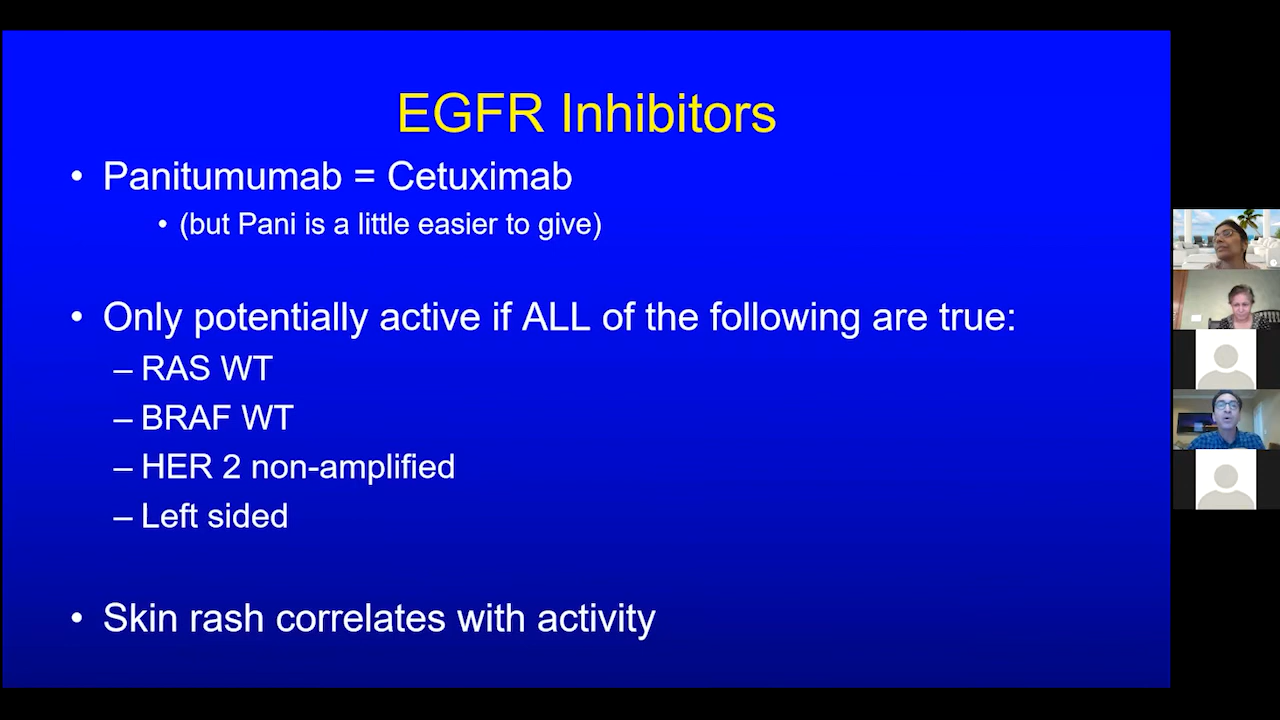 EGFR Inhibitors
• Panitumumab = Cetuximab
• (but Pani is a little easier to give)
• Only potentially active if ALL of the following are true:
– RAS WT
– BRAF WT
– HER 2 non-amplified
– Left sided
• Skin rash correlates with activity